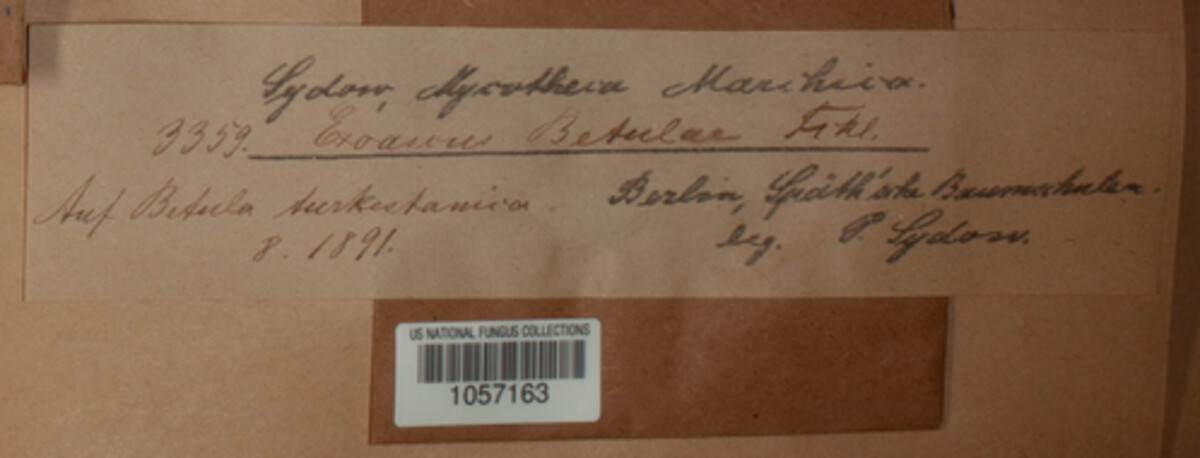 Sydow, Mycotheca Marchica.
3359. Exoascus Betulae Fckl.
Auf Betula turkestanica.
8. 1891.
Berlin, Späth'sche Baumschulen.
leg. P. Sydow.
US NATIONAL FUNGUS COLLECTIONS
1057163